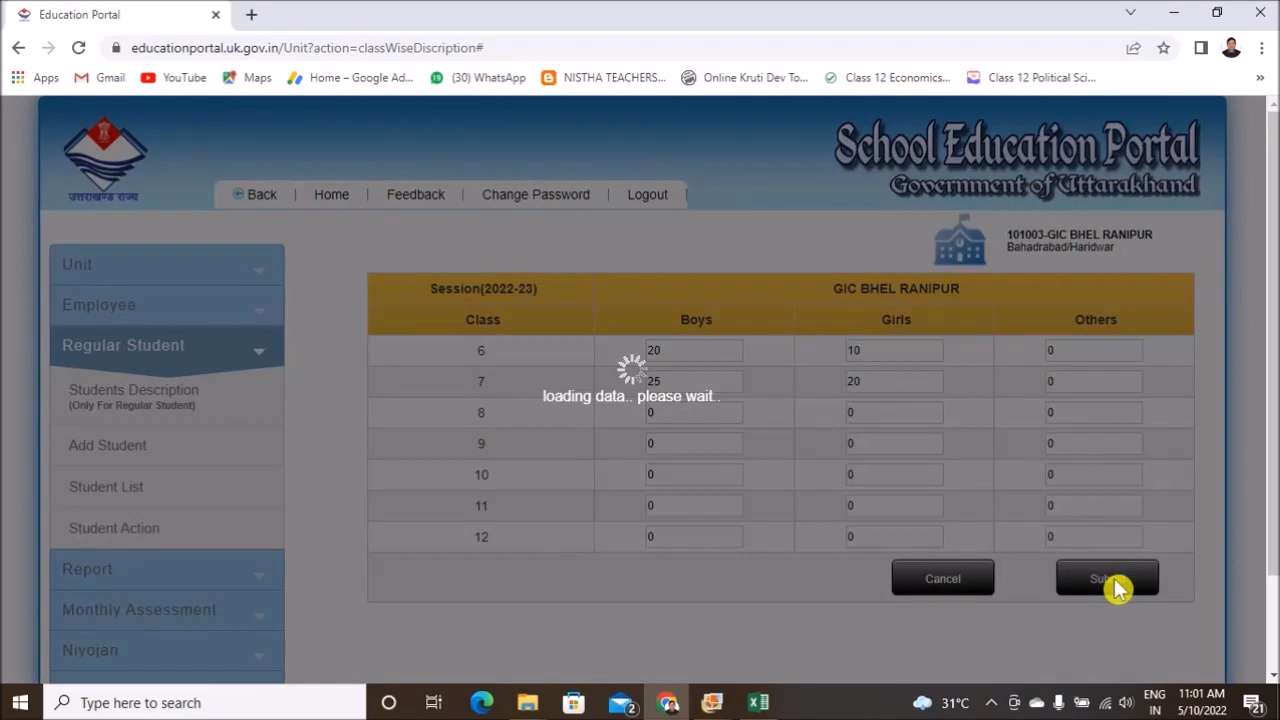 Education Portal
educationportal.uk.gov.in/Unit?action=classWiseDiscription#
Apps Gmail YouTube Maps Home – Google Ad... (30) WhatsApp NISTHA TEACHERS... Online Kruti Dev To... Class 12 Economics... Class 12 Political Sci... »
School Education Portal
Government of Uttarakhand
उत्तराखण्ड राज्य
Back | Home | Feedback | Change Password | Logout |
101003-GIC BHEL RANIPUR
Bahadrabad/Haridwar
Unit
Employee
Regular Student
Students Description
(Only For Regular Student)
Add Student
Student List
Student Action
Report
Monthly Assessment
Niyojan
Session(2022-23) GIC BHEL RANIPUR
Class Boys Girls Others
6 20 10 0
7 25 20 0
8 0 0 0
9 0 0 0
10 0 0 0
11 0 0 0
12 0 0 0
loading data.. please wait..
Cancel
Type here to search
2
31°C
ENG
IN
11:01 AM
5/10/2022
21